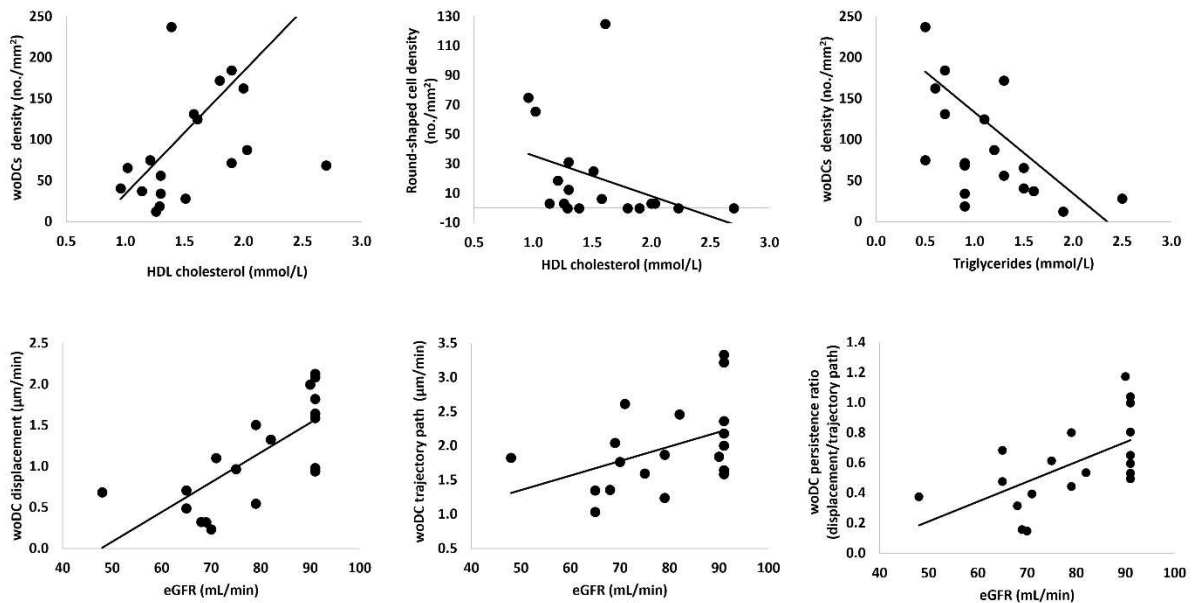 woDCs density (no./mm²)
250
200
150
100
50
0
0.5 1.0 1.5 2.0 2.5 3.0
HDL cholesterol (mmol/L)
Round-shaped cell density
(no./mm²)
130
110
90
70
50
30
10
-10
0.5 1.0 1.5 2.0 2.5 3.0
HDL cholesterol (mmol/L)
woDCs density (no./mm²)
250
200
150
100
50
0
0.0 0.5 1.0 1.5 2.0 2.5 3.0
Triglycerides (mmol/L)
woDC displacement (µm/min)
2.5
2.0
1.5
1.0
0.5
0.0
40 50 60 70 80 90 100
eGFR (mL/min)
woDC trajectory path (µm/min)
3.5
3.0
2.5
2.0
1.5
1.0
0.5
40 50 60 70 80 90 100
eGFR (mL/min)
woDC persistence ratio
(displacement/trajectory path)
1.4
1.2
1.0
0.8
0.6
0.4
0.2
0.0
40 50 60 70 80 90 100
eGFR (mL/min)